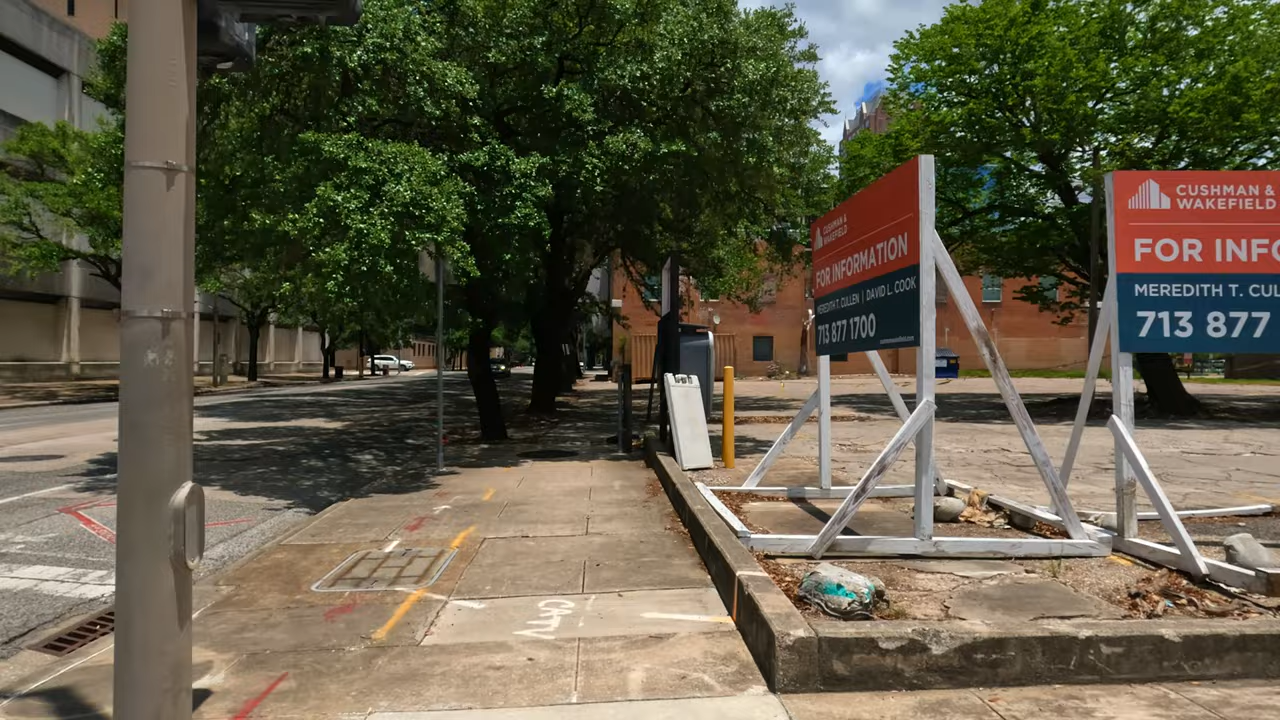 CUSHMAN &
WAKEFIELD
FOR INFORMATION
MEREDITH T. CULLEN | DAVID L. COOK
713 877 1700
CUSHMAN &
WAKEFIELD
FOR INFO
MEREDITH T. CUL
713 877
CATV